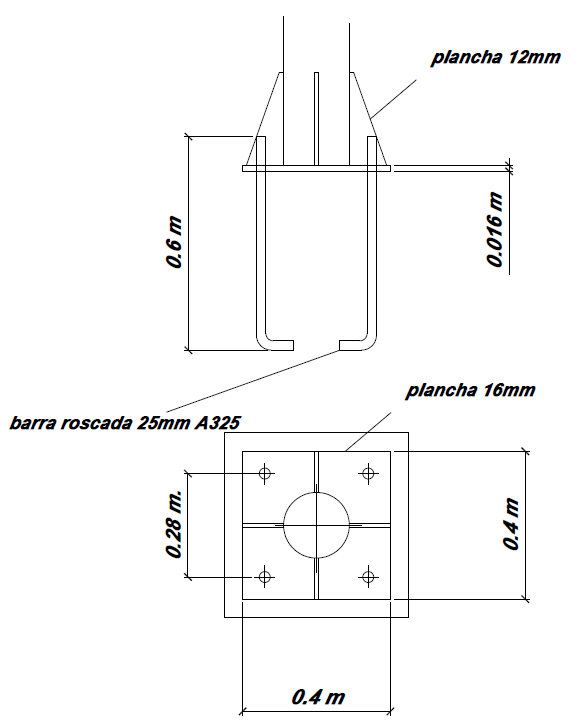 plancha 12mm
0.6 m
0.016 m
plancha 16mm
barra roscada 25mm A325
0.28 m.
0.4 m
0.4 m